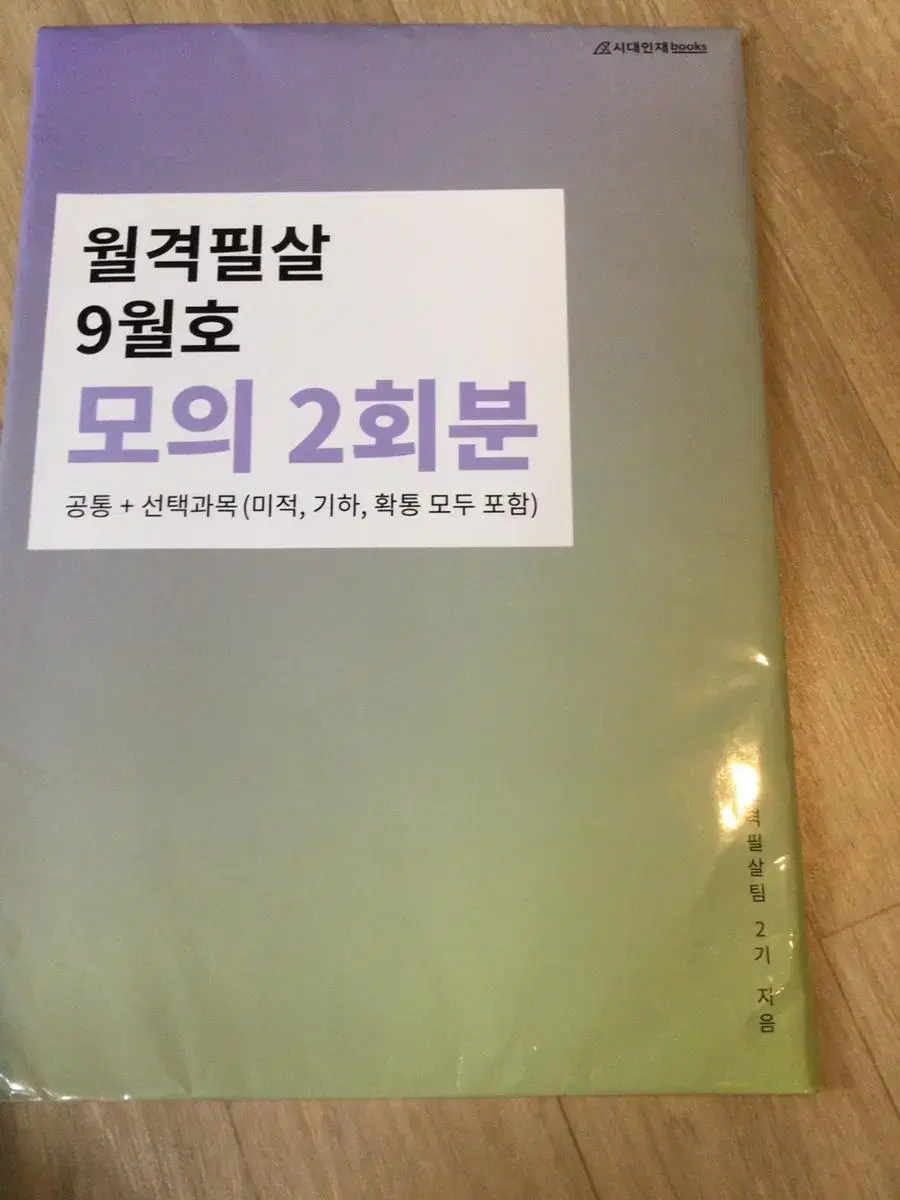 시대인재books
월격필살
9월호
모의 2회분
공통 + 선택과목(미적, 기하, 확통 모두 포함)
격필살팀 2기 지음